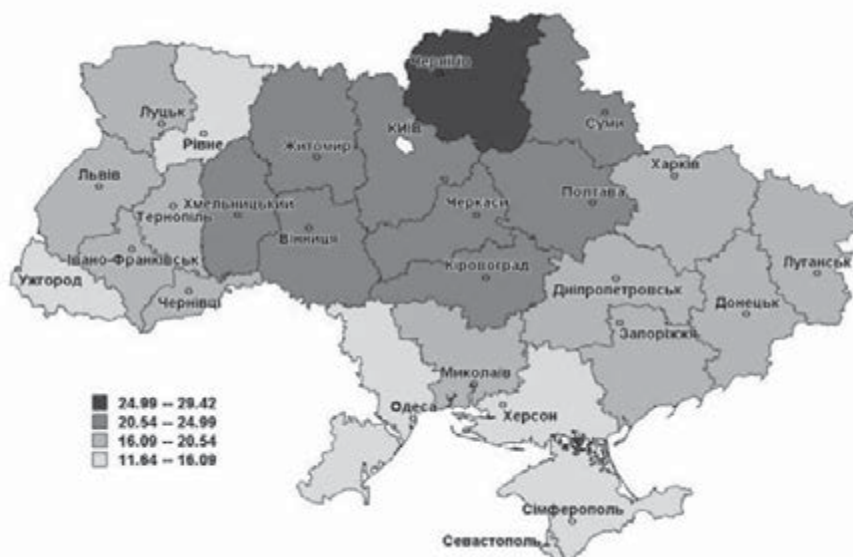 Чернігів
Луцьк
Суми
Рівне
КИЇВ
Житомир
Харків
Львів
Хмельницький
Черкаси
Полтава
Тернопіль
Вінниця
Івано-Франківськ
Луганськ
Ужгород
Кіровоград
Дніпропетровськ
Чернівці
Донецьк
Запоріжжя
Миколаїв
Одеса
Херсон
24.99 -- 29.42
20.54 -- 24.99
16.09 -- 20.54
11.64 -- 16.09
Сімферополь
Севастополь